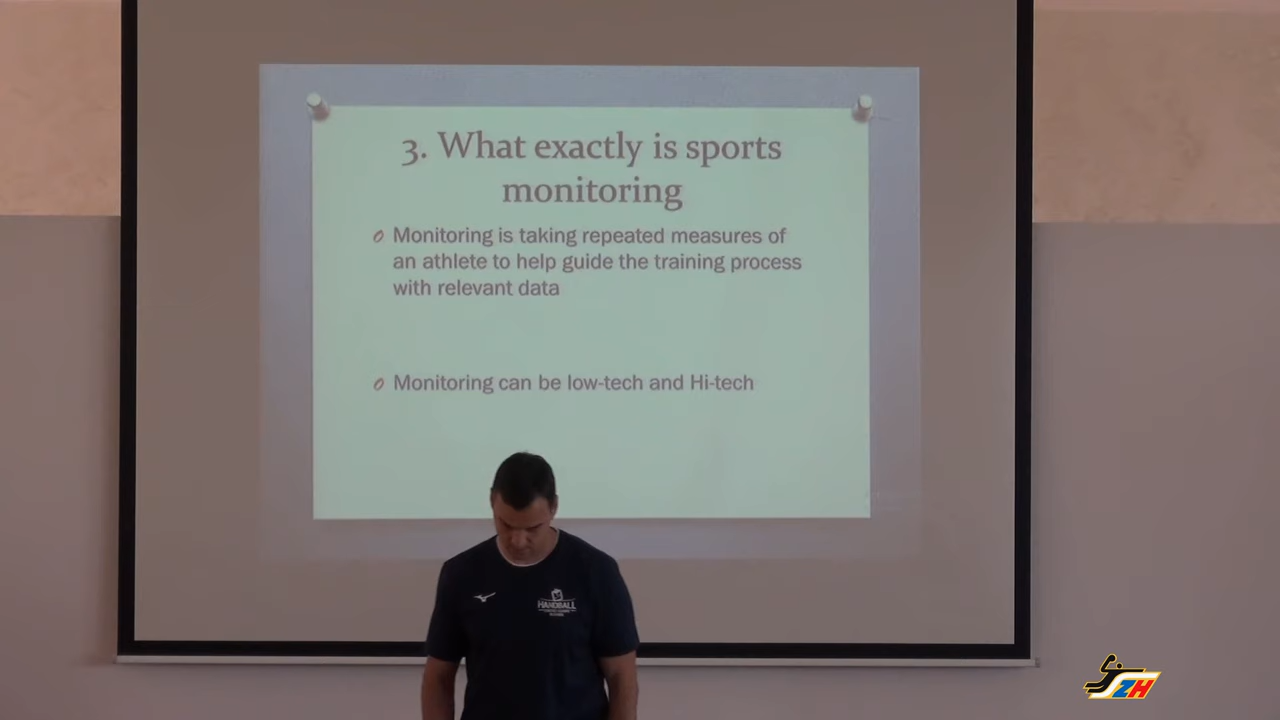 3. What exactly is sports
monitoring
Monitoring is taking repeated measures of
an athlete to help guide the training process
with relevant data
Monitoring can be low-tech and Hi-tech
HANDBALL
SZH